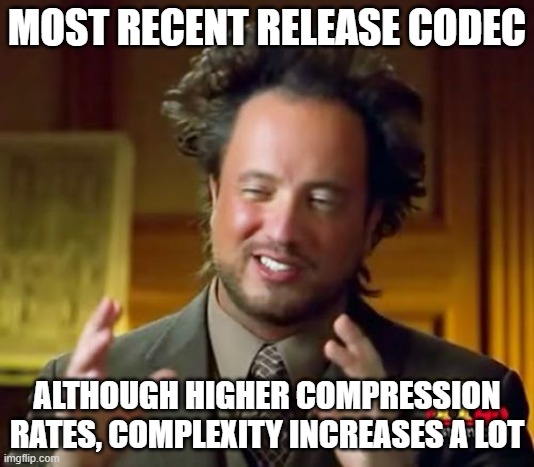 MOST RECENT RELEASE CODEC
ALTHOUGH HIGHER COMPRESSION
RATES, COMPLEXITY INCREASES A LOT
imgflip.com